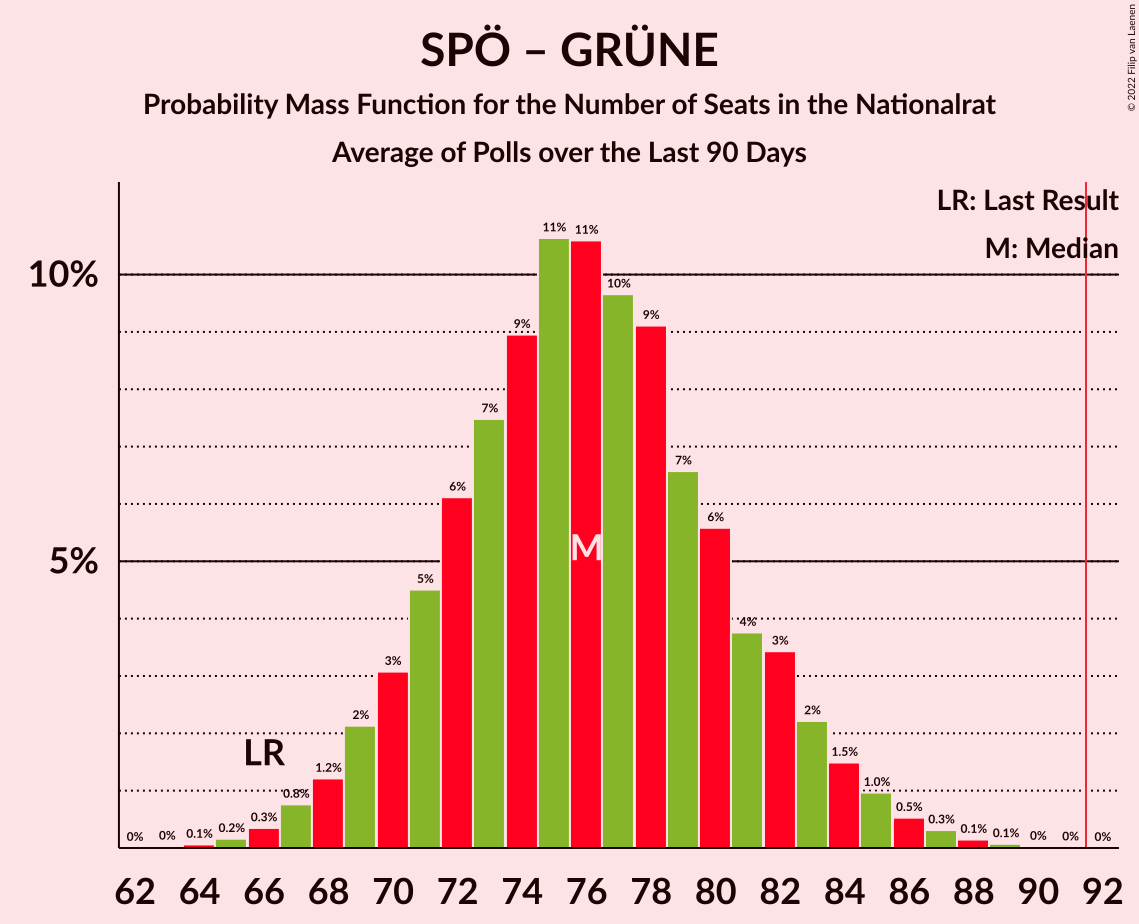 SPÖ – GRÜNE
Probability Mass Function for the Number of Seats in the Nationalrat
Average of Polls over the Last 90 Days
© 2022 Filip van Laenen
LR: Last Result
M: Median
10%
5%
0% 0% 0.1% 0.2% 0.3% 0.8% 1.2% 2% 3% 5% 6% 7% 9% 11% 11% 10% 9% 7% 6% 4% 3% 2% 1.5% 1.0% 0.5% 0.3% 0.1% 0.1% 0% 0% 0%
M
LR
62 64 66 68 70 72 74 76 78 80 82 84 86 88 90 92